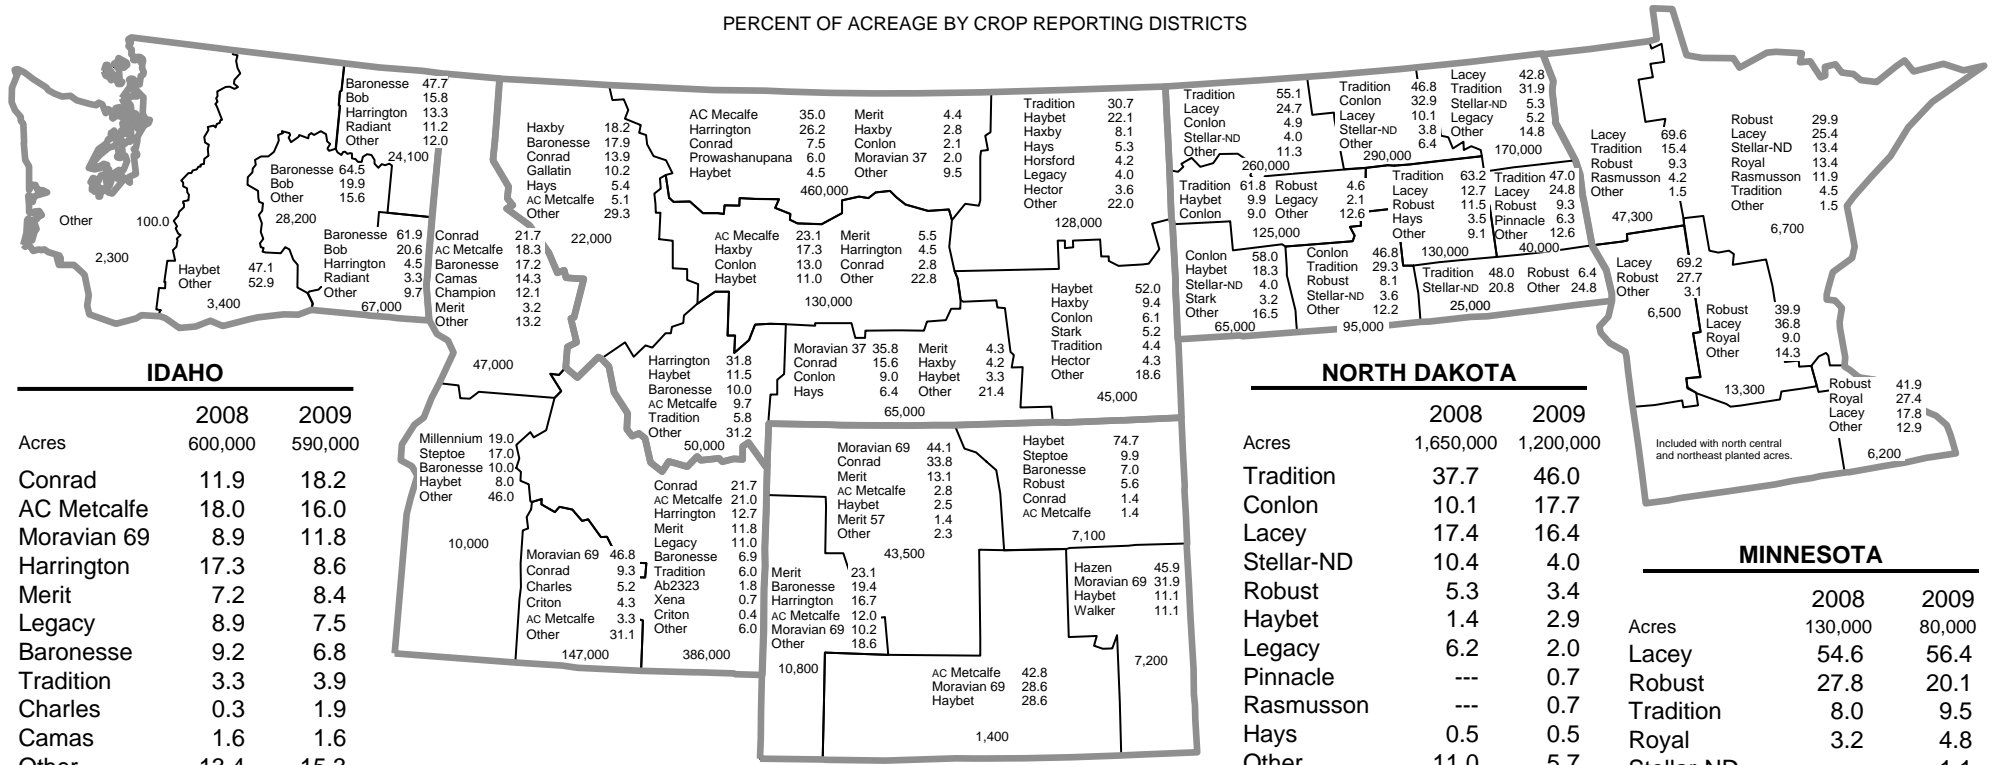 PERCENT OF ACREAGE BY CROP REPORTING DISTRICTS
Other 100.0
2,300
Haybet 47.1
Other 52.9
3,400
Baronesse 64.5
Bob 19.9
Other 15.6
28,200
Baronesse 47.7
Bob 15.8
Harrington 13.3
Radiant 11.2
Other 12.0
24,100
Baronesse 61.9
Bob 20.6
Harrington 4.5
Radiant 3.3
Other 9.7
67,000
Conrad 21.7
AC Metcalfe 18.3
Baronesse 17.2
Camas 14.3
Champion 12.1
Merit 3.2
Other 13.2
47,000
Haxby 18.2
Baronesse 17.9
Conrad 13.9
Gallatin 10.2
Hays 5.4
AC Metcalfe 5.1
Other 29.3
22,000
AC Mecalfe 35.0 Merit 4.4
Harrington 26.2 Haxby 2.8
Conrad 7.5 Conlon 2.1
Prowashanupana 6.0 Moravian 37 2.0
Haybet 4.5 Other 9.5
460,000
Tradition 30.7
Haybet 22.1
Haxby 8.1
Hays 5.3
Horsford 4.2
Legacy 4.0
Hector 3.6
Other 22.0
128,000
AC Mecalfe 23.1 Merit 5.5
Haxby 17.3 Harrington 4.5
Conlon 13.0 Conrad 2.8
Haybet 11.0 Other 22.8
130,000
Harrington 31.8
Haybet 11.5
Baronesse 10.0
AC Metcalfe 9.7
Tradition 5.8
Other 31.2
50,000
Moravian 37 35.8 Merit 4.3
Conrad 15.6 Haxby 4.2
Conlon 9.0 Haybet 3.3
Hays 6.4 Other 21.4
65,000
Haybet 52.0
Haxby 9.4
Conlon 6.1
Stark 5.2
Tradition 4.4
Hector 4.3
Other 18.6
45,000
Tradition 55.1
Lacey 24.7
Conlon 4.9
Stellar-ND 4.0
Other 11.3
260,000
Tradition 46.8
Conlon 32.9
Lacey 10.1
Stellar-ND 3.8
Other 6.4
290,000
Lacey 42.8
Tradition 31.9
Stellar-ND 5.3
Legacy 5.2
Other 14.8
170,000
Tradition 61.8 Robust 4.6
Haybet 9.9 Legacy 2.1
Conlon 9.0 Other 12.6
125,000
Tradition 63.2
Lacey 12.7
Robust 11.5
Hays 3.5
Other 9.1
130,000
Tradition 47.0
Lacey 24.8
Robust 9.3
Pinnacle 6.3
Other 12.6
40,000
Conlon 58.0
Haybet 18.3
Stellar-ND 4.0
Stark 3.2
Other 16.5
65,000
Conlon 46.8
Tradition 29.3
Robust 8.1
Stellar-ND 3.6
Other 12.2
95,000
Tradition 48.0 Robust 6.4
Stellar-ND 20.8 Other 24.8
25,000
Lacey 69.6
Tradition 15.4
Robust 9.3
Rasmusson 4.2
Other 1.5
47,300
Robust 29.9
Lacey 25.4
Stellar-ND 13.4
Royal 13.4
Rasmusson 11.9
Tradition 4.5
Other 1.5
6,700
Lacey 69.2
Robust 27.7
Other 3.1
6,500
Robust 39.9
Lacey 36.8
Royal 9.0
Other 14.3
13,300
Robust 41.9
Royal 27.4
Lacey 17.8
Other 12.9
6,200
Included with north central
and northeast planted acres.
Millennium 19.0
Steptoe 17.0
Baronesse 10.0
Haybet 8.0
Other 46.0
10,000
Moravian 69 46.8
Conrad 9.3
Charles 5.2
Criton 4.3
AC Metcalfe 3.3
Other 31.1
147,000
Conrad 21.7
AC Metcalfe 21.0
Harrington 12.7
Merit 11.8
Legacy 11.0
Baronesse 6.9
Tradition 6.0
Ab2323 1.8
Xena 0.7
Criton 0.4
Other 6.0
386,000
Moravian 69 44.1
Conrad 33.8
Merit 13.1
AC Metcalfe 2.8
Haybet 2.5
Merit 57 1.4
Other 2.3
43,500
Haybet 74.7
Steptoe 9.9
Baronesse 7.0
Robust 5.6
Conrad 1.4
AC Metcalfe 1.4
7,100
Merit 23.1
Baronesse 19.4
Harrington 16.7
AC Metcalfe 12.0
Moravian 69 10.2
Other 18.6
10,800
Hazen 45.9
Moravian 69 31.9
Haybet 11.1
Walker 11.1
7,200
AC Metcalfe 42.8
Moravian 69 28.6
Haybet 28.6
1,400
IDAHO
2008 2009
Acres 600,000 590,000
Conrad 11.9 18.2
AC Metcalfe 18.0 16.0
Moravian 69 8.9 11.8
Harrington 17.3 8.6
Merit 7.2 8.4
Legacy 8.9 7.5
Baronesse 9.2 6.8
Tradition 3.3 3.9
Charles 0.3 1.9
Camas 1.6 1.6
Other 13.4 15.3
NORTH DAKOTA
2008 2009
Acres 1,650,000 1,200,000
Tradition 37.7 46.0
Conlon 10.1 17.7
Lacey 17.4 16.4
Stellar-ND 10.4 4.0
Robust 5.3 3.4
Haybet 1.4 2.9
Legacy 6.2 2.0
Pinnacle --- 0.7
Rasmusson --- 0.7
Hays 0.5 0.5
Other 11.0 5.7
MINNESOTA
2008 2009
Acres 130,000 80,000
Lacey 54.6 56.4
Robust 27.8 20.1
Tradition 8.0 9.5
Royal 3.2 4.8
Stellar-ND 1.1